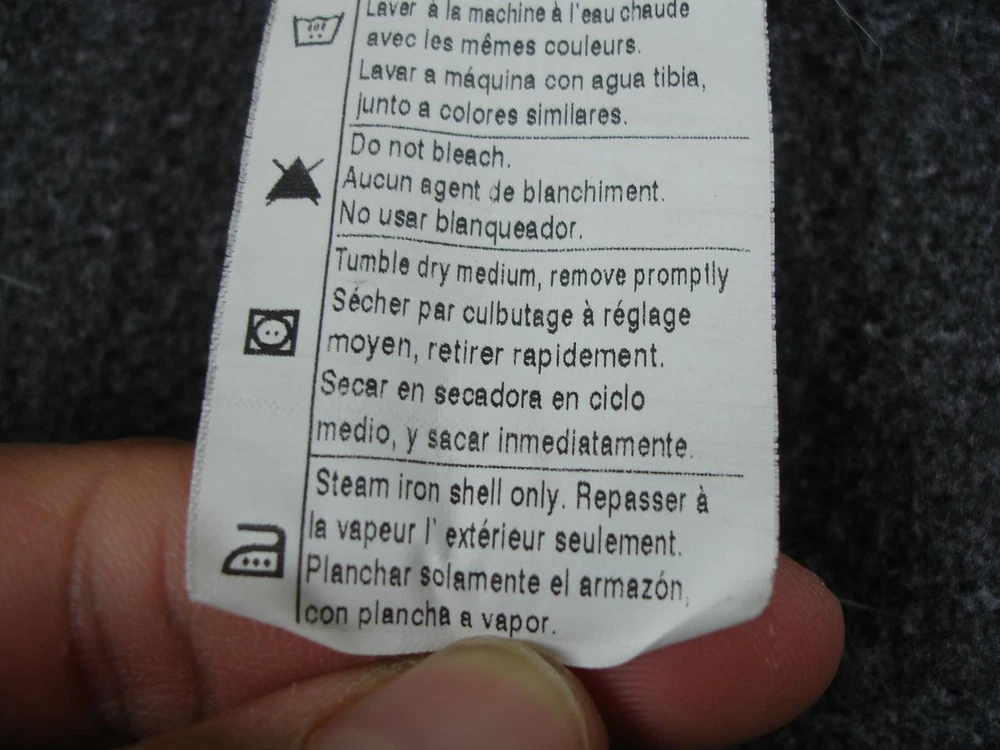 Laver à la machine à l'eau chaude
avec les mêmes couleurs.
Lavar a máquina con agua tibia,
junto a colores similares.
Do not bleach.
Aucun agent de blanchiment.
No usar blanqueador.
Tumble dry medium, remove promptly
Sécher par culbutage à réglage
moyen, retirer rapidement.
Secar en secadora en ciclo
medio, y sacar inmediatamente.
Steam iron shell only. Repasser à
la vapeur l' extérieur seulement.
Planchar solamente el armazón,
con plancha a vapor.